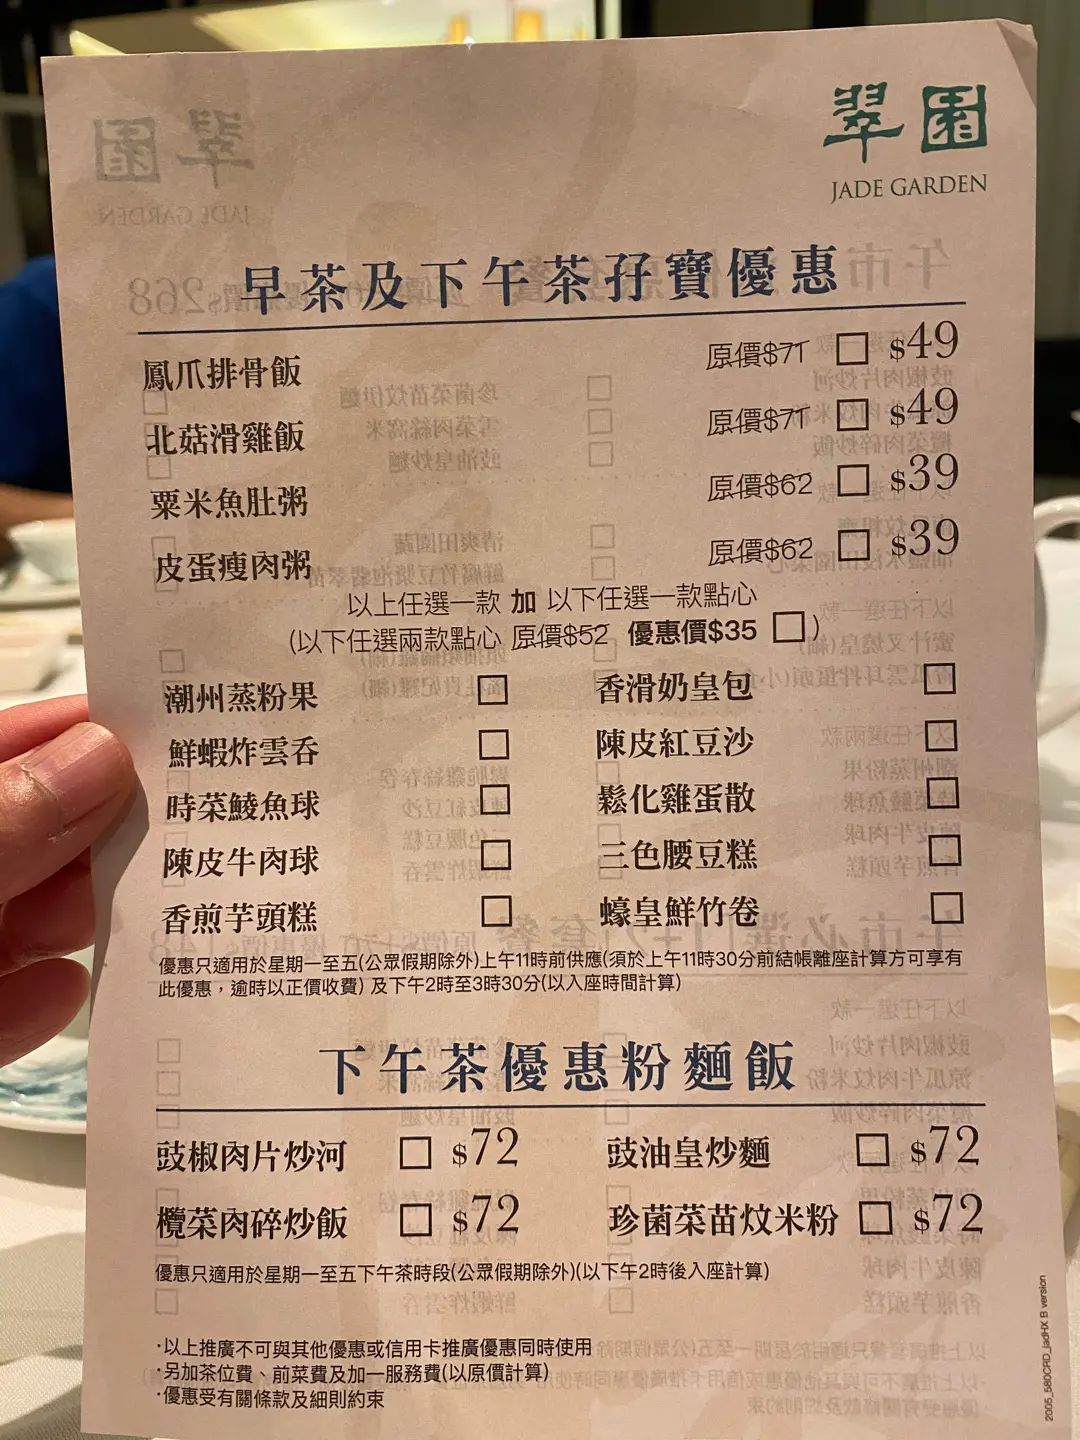 翠園
JADE GARDEN
早茶及下午茶孖寶優惠
鳳爪排骨飯 原價$71 $49
北菇滑雞飯 原價$71 $49
粟米魚肚粥 原價$62 $39
皮蛋瘦肉粥 原價$62 $39
以上任選一款 加 以下任選一款點心
(以下任選兩款點心 原價$52 優惠價$35 )
潮州蒸粉果 香滑奶皇包
鮮蝦炸雲吞 陳皮紅豆沙
時菜鯪魚球 鬆化雞蛋散
陳皮牛肉球 三色腰豆糕
香煎芋頭糕 蠔皇鮮竹卷
優惠只適用於星期一至五(公眾假期除外)上午11時前供應(須於上午11時30分前結帳離座計算方可享有
此優惠，逾時以正價收費) 及下午2時至3時30分(以入座時間計算)
下午茶優惠粉麵飯
豉椒肉片炒河 $72 豉油皇炒麵 $72
欖菜肉碎炒飯 $72 珍菌菜苗炆米粉 $72
優惠只適用於星期一至五下午茶時段(公眾假期除外)(以下午2時後入座計算)
·以上推廣不可與其他優惠或信用卡推廣優惠同時使用
·另加茶位費、前菜費及加一服務費(以原價計算)
·優惠受有關條款及細則約束
2005_580CRD_jadHX B version